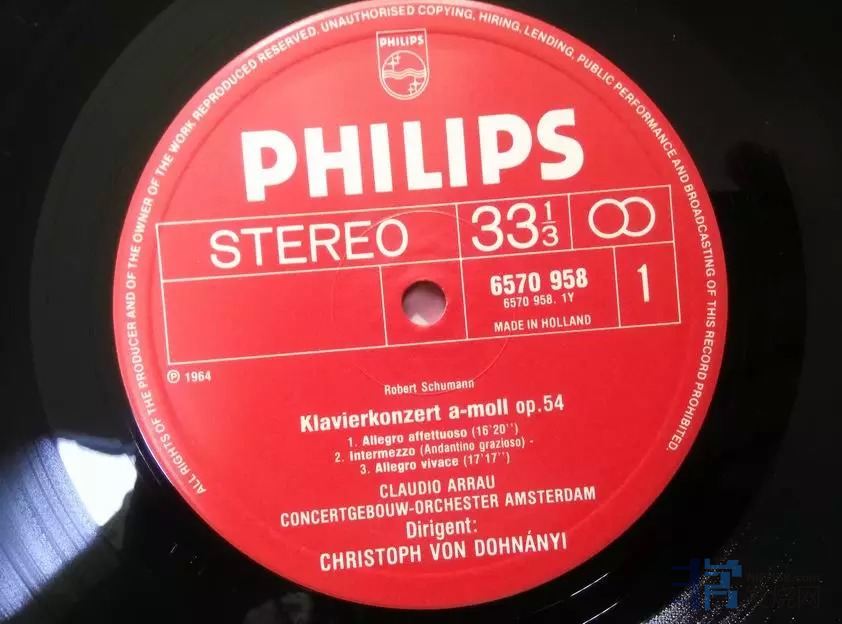 ALL RIGHTS OF THE PRODUCER AND OF THE OWNER OF THE WORK REPRODUCED RESERVED. UNAUTHORISED COPYING, HIRING, LENDING, PUBLIC PERFORMANCE AND BROADCASTING OF THIS RECORD PROHIBITED.
PHILIPS
PHILIPS
STEREO 33 1/3
6570 958 1
6570 958. 1Y
MADE IN HOLLAND
℗ 1964
Robert Schumann
Klavierkonzert a-moll op.54
1. Allegro affettuoso (16'20'')
2. Intermezzo (Andantino grazioso) -
3. Allegro vivace (17'17'')
CLAUDIO ARRAU
CONCERTGEBOUW-ORCHESTER AMSTERDAM
Dirigent:
CHRISTOPH VON DOHNÁNYI